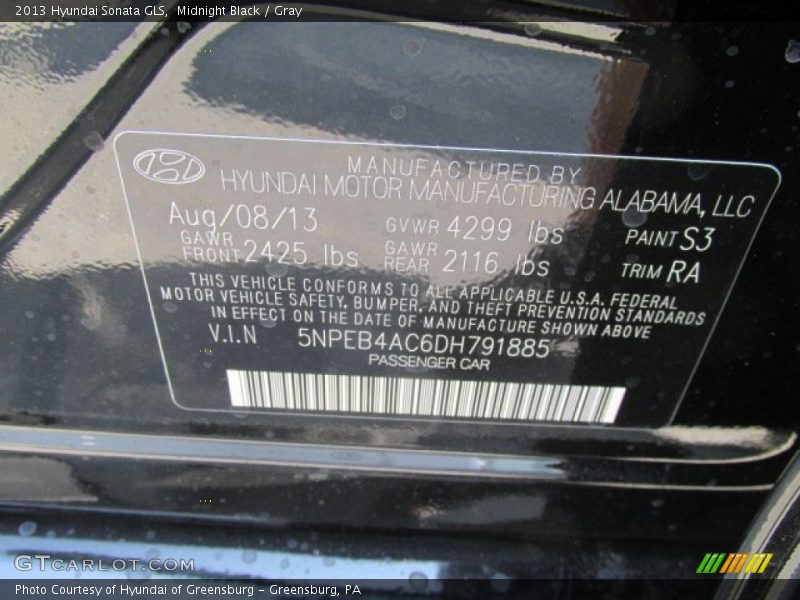 2013 Hyundai Sonata GLS, Midnight Black / Gray
MANUFACTURED BY
HYUNDAI MOTOR MANUFACTURING ALABAMA, LLC
Aug/08/13 GVWR 4299 lbs PAINT S3
GAWR FRONT 2425 lbs GAWR REAR 2116 lbs TRIM RA
THIS VEHICLE CONFORMS TO ALL APPLICABLE U.S.A. FEDERAL
MOTOR VEHICLE SAFETY, BUMPER, AND THEFT PREVENTION STANDARDS
IN EFFECT ON THE DATE OF MANUFACTURE SHOWN ABOVE
V.I.N 5NPEB4AC6DH791885
PASSENGER CAR
GTCARLOT.COM
Photo Courtesy of Hyundai of Greensburg - Greensburg, PA